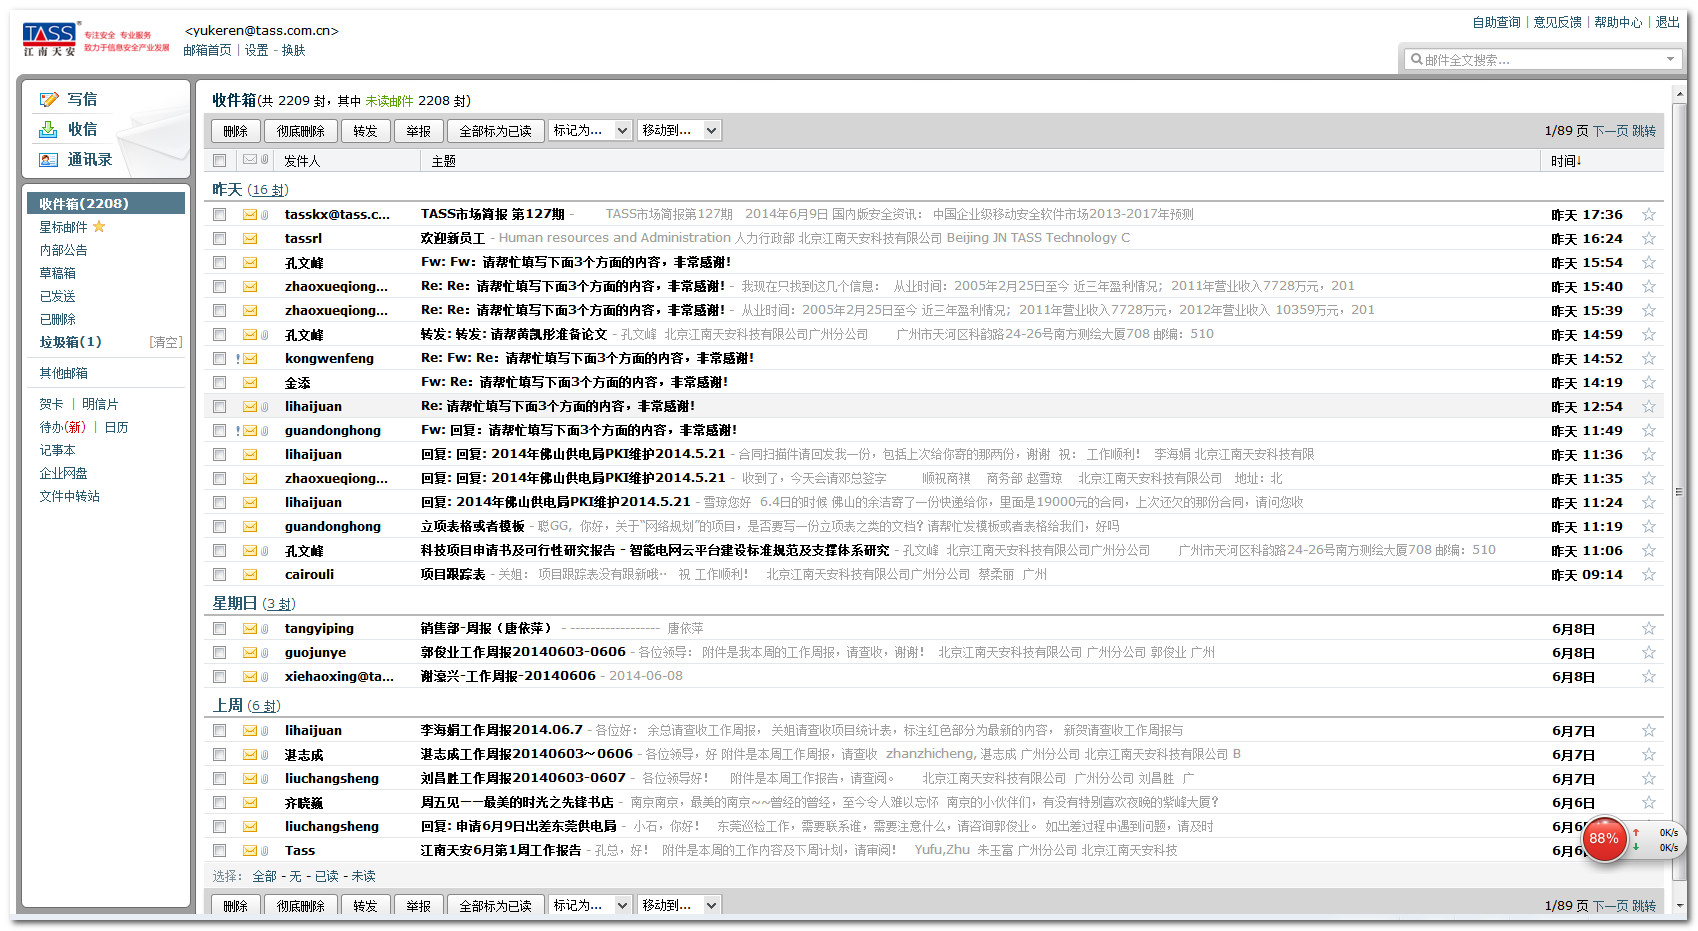 TASS 专注安全 专业服务
江南天安 致力于信息安全产业发展
<yukeren@tass.com.cn>
邮箱首页 | 设置 - 换肤
自助查询 | 意见反馈 | 帮助中心 | 退出
邮件全文搜索...
写信
收信
通讯录
收件箱(2208)
星标邮件
内部公告
草稿箱
已发送
已删除
垃圾箱(1) [清空]
其他邮箱
贺卡 | 明信片
待办(新) | 日历
记事本
企业网盘
文件中转站
收件箱(共 2209 封，其中 未读邮件 2208 封)
删除 彻底删除 转发 举报 全部标为已读 标记为... 移动到... 1/89 页 下一页 跳转
发件人 主题 时间↓
昨天 (16 封)
tasskx@tass.c... TASS市场简报 第127期 - TASS市场简报第127期 2014年6月9日 国内版安全资讯： 中国企业级移动安全软件市场2013-2017年预测 昨天 17:36
tassrl 欢迎新员工 - Human resources and Administration 人力行政部 北京江南天安科技有限公司 Beijing JN TASS Technology C 昨天 16:24
孔文峰 Fw: Fw：请帮忙填写下面3个方面的内容，非常感谢! 昨天 15:54
zhaoxueqiong... Re: Re：请帮忙填写下面3个方面的内容，非常感谢! - 我现在只找到这几个信息： 从业时间：2005年2月25日至今 近三年盈利情况；2011年营业收入7728万元，201 昨天 15:40
zhaoxueqiong... Re: Re：请帮忙填写下面3个方面的内容，非常感谢! - 从业时间：2005年2月25日至今 近三年盈利情况；2011年营业收入7728万元，2012年营业收入 10359万元，201 昨天 15:39
孔文峰 转发: 转发: 请帮黄凯彤准备论文 - 孔文峰 北京江南天安科技有限公司广州分公司 广州市天河区科韵路24-26号南方测绘大厦708 邮编：510 昨天 14:59
kongwenfeng Re: Fw: Re：请帮忙填写下面3个方面的内容，非常感谢! 昨天 14:52
金添 Fw: Re：请帮忙填写下面3个方面的内容，非常感谢! 昨天 14:19
lihaijuan Re: 请帮忙填写下面3个方面的内容，非常感谢! 昨天 12:54
guandonghong Fw: 回复：请帮忙填写下面3个方面的内容，非常感谢! 昨天 11:49
lihaijuan 回复: 回复: 2014年佛山供电局PKI维护2014.5.21 - 合同扫描件请回发我一份，包括上次给你寄的那两份，谢谢 祝： 工作顺利！ 李海娟 北京江南天安科技有限 昨天 11:36
zhaoxueqiong... 回复: 回复: 2014年佛山供电局PKI维护2014.5.21 - 收到了，今天会请邓总签字 顺祝商祺 商务部 赵雪琼 北京江南天安科技有限公司 地址：北 昨天 11:35
lihaijuan 回复: 2014年佛山供电局PKI维护2014.5.21 - 雪琼您好 6.4日的时候 佛山的余洁寄了一份快递给你，里面是19000元的合同，上次还欠的那份合同，请问您收 昨天 11:24
guandonghong 立项表格或者模板 - 聪GG，你好，关于“网络规划”的项目，是否要写一份立项表之类的文档？请帮忙发模板或者表格给我们，好吗 昨天 11:19
孔文峰 科技项目申请书及可行性研究报告 - 智能电网云平台建设标准规范及支撑体系研究 - 孔文峰 北京江南天安科技有限公司广州分公司 广州市天河区科韵路24-26号南方测绘大厦708 邮编：510 昨天 11:06
cairouli 项目跟踪表 - 关姐： 项目跟踪表没有跟新哦·· 祝 工作顺利！ 北京江南天安科技有限公司广州分公司 蔡柔丽 广州 昨天 09:14
星期日 (3 封)
tangyiping 销售部-周报（唐依萍） - ------------------ 唐依萍 6月8日
guojunye 郭俊业工作周报20140603-0606 - 各位领导： 附件是我本周的工作周报，请查收，谢谢！ 北京江南天安科技有限公司 广州分公司 郭俊业 广州 6月8日
xiehaoxing@ta... 谢濠兴-工作周报-20140606 - 2014-06-08 6月8日
上周 (6 封)
lihaijuan 李海娟工作周报2014.06.7 - 各位好： 余总请查收工作周报， 关姐请查收项目统计表，标注红色部分为最新的内容， 新贺请查收工作周报与 6月7日
湛志成 湛志成工作周报20140603～0606 - 各位领导，好 附件是本周工作周报，请查收 zhanzhicheng, 湛志成 广州分公司 北京江南天安科技有限公司 B 6月7日
liuchangsheng 刘昌胜工作周报20140603-0607 - 各位领导好！ 附件是本周工作报告，请查阅。 北京江南天安科技有限公司 广州分公司 刘昌胜 广 6月7日
齐晓巍 周五见——最美的时光之先锋书店 - 南京南京，最美的南京~~曾经的曾经，至今令人难以忘怀 南京的小伙伴们，有没有特别喜欢夜晚的紫峰大厦？ 6月6日
liuchangsheng 回复: 申请6月9日出差东莞供电局 - 小石，你好！ 东莞巡检工作，需要联系谁，需要注意什么，请咨询郭俊业。 如出差过程中遇到问题，请及时 6月6
Tass 江南天安6月第1周工作报告 - 孔总，好！ 附件是本周的工作内容及下周计划，请审阅！ Yufu,Zhu 朱玉富 广州分公司 北京江南天安科技 6月6
88% 0K/s
0K/s
选择： 全部 - 无 - 已读 - 未读
删除 彻底删除 转发 举报 全部标为已读 标记为... 移动到... 1/89 页 下一页 跳转